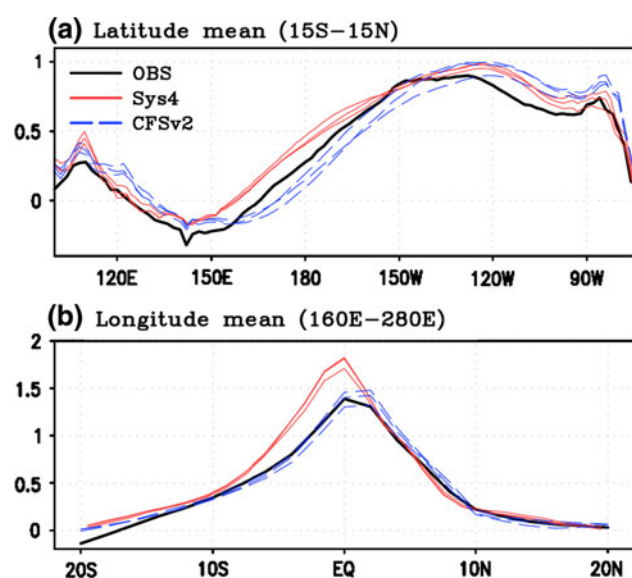 (a) Latitude mean (15S-15N)
1
0.5
0
OBS
Sys4
CFSv2
120E 150E 180 150W 120W 90W
(b) Longitude mean (160E-280E)
2
1.5
1
0.5
0
20S 10S EQ 10N 20N